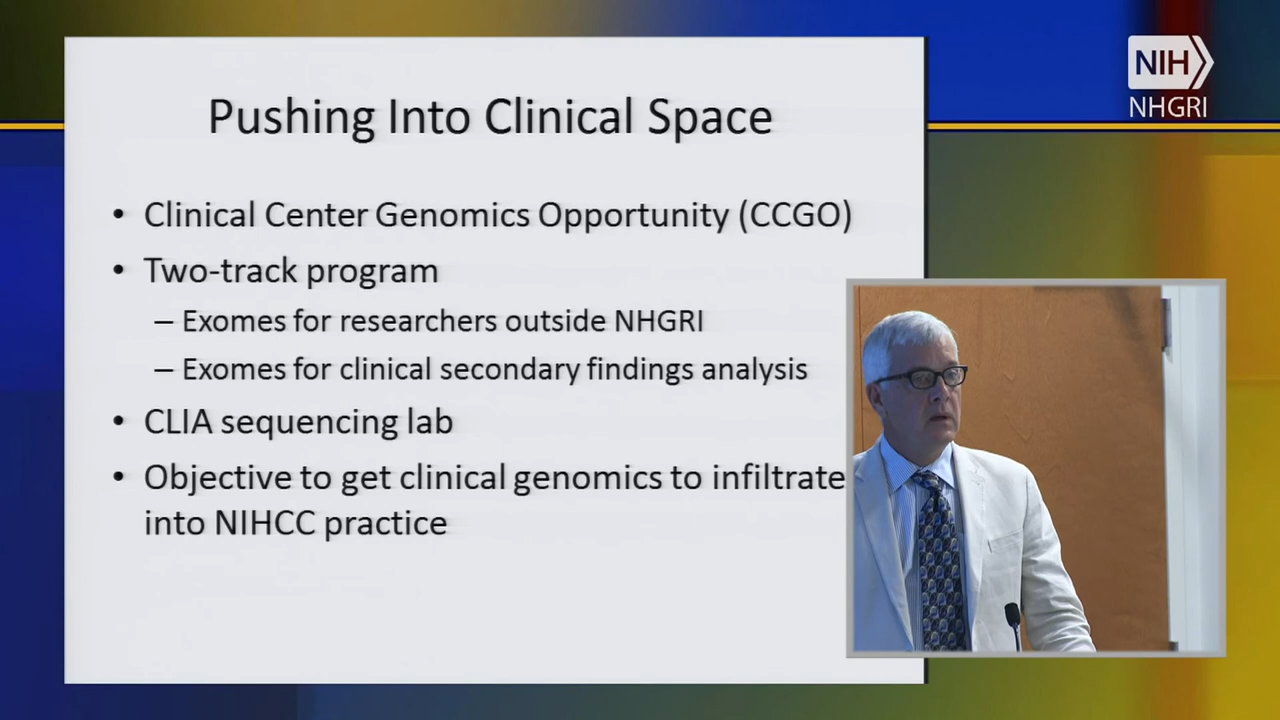 NIH
NHGRI
Pushing Into Clinical Space
• Clinical Center Genomics Opportunity (CCGO)
• Two-track program
– Exomes for researchers outside NHGRI
– Exomes for clinical secondary findings analysis
• CLIA sequencing lab
• Objective to get clinical genomics to infiltrate
into NIHCC practice